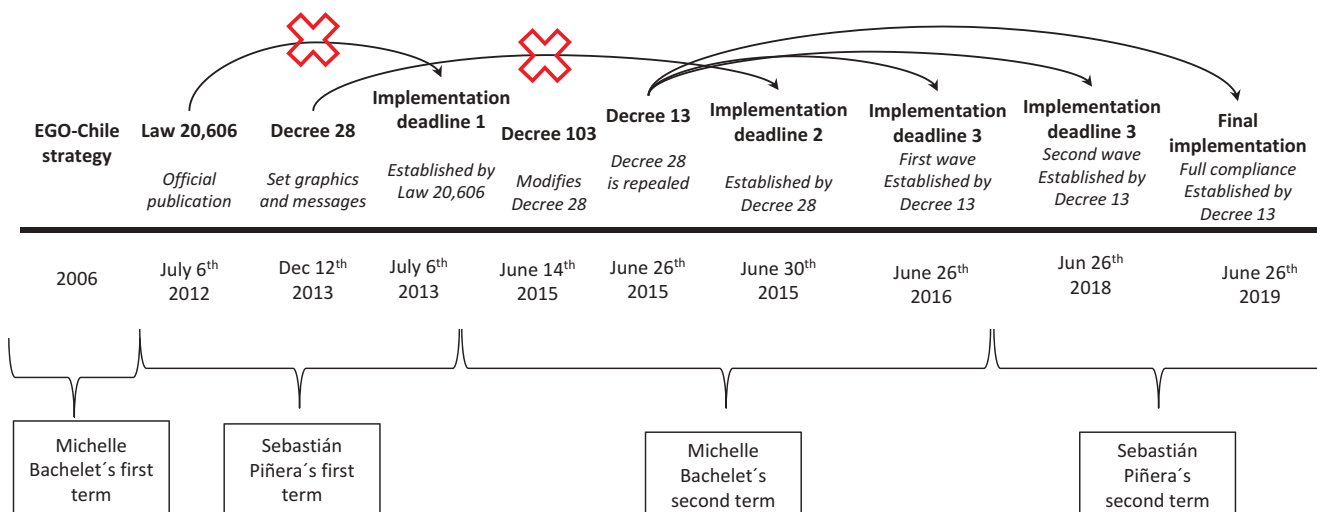 EGO-Chile
strategy
Law 20,606
Official
publication
Decree 28
Set graphics
and messages
Implementation
deadline 1
Established by
Law 20,606
Decree 103
Modifies
Decree 28
Decree 13
Decree 28
is repealed
Implementation
deadline 2
Established by
Decree 28
Implementation
deadline 3
First wave
Established by
Decree 13
Implementation
deadline 3
Second wave
Established by
Decree 13
Final
implementation
Full compliance
Established by
Decree 13
2006
July 6th
2012
Dec 12th
2013
July 6th
2013
June 14th
2015
June 26th
2015
June 30th
2015
June 26th
2016
Jun 26th
2018
June 26th
2019
Michelle
Bachelet´s first
term
Sebastián
Piñera´s first
term
Michelle
Bachelet´s
second term
Sebastián
Piñera´s
second term